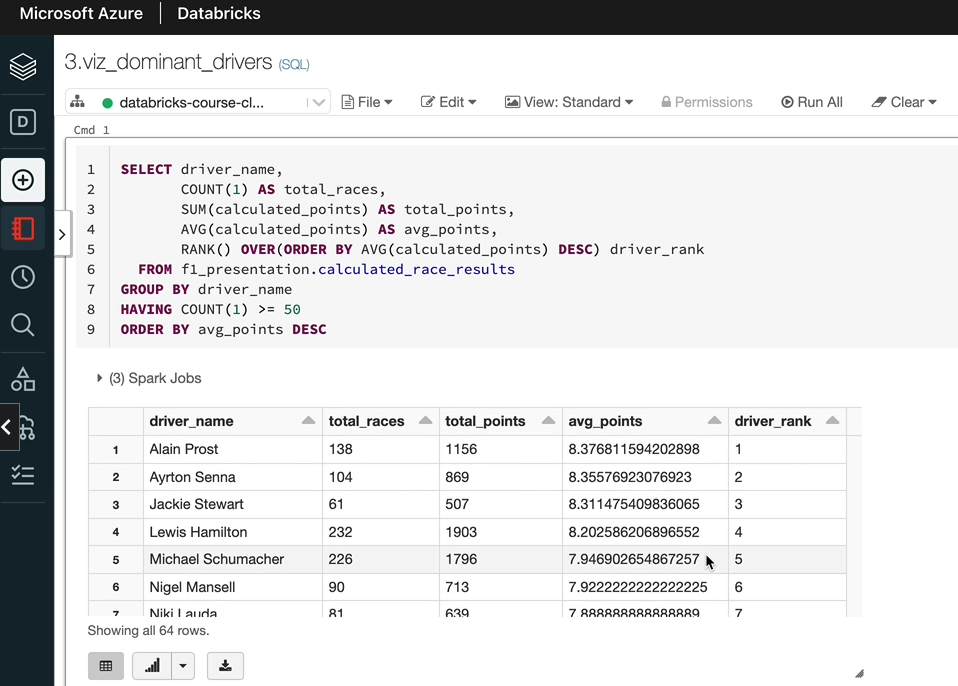 Microsoft Azure | Databricks
3.viz_dominant_drivers (SQL)
databricks-course-cl... File Edit View: Standard Permissions Run All Clear
Cmd 1
1 SELECT driver_name,
2 COUNT(1) AS total_races,
3 SUM(calculated_points) AS total_points,
4 AVG(calculated_points) AS avg_points,
5 RANK() OVER(ORDER BY AVG(calculated_points) DESC) driver_rank
6 FROM f1_presentation.calculated_race_results
7 GROUP BY driver_name
8 HAVING COUNT(1) >= 50
9 ORDER BY avg_points DESC
(3) Spark Jobs
driver_name total_races total_points avg_points driver_rank
1 Alain Prost 138 1156 8.376811594202898 1
2 Ayrton Senna 104 869 8.35576923076923 2
3 Jackie Stewart 61 507 8.311475409836065 3
4 Lewis Hamilton 232 1903 8.202586206896552 4
5 Michael Schumacher 226 1796 7.946902654867257 5
6 Nigel Mansell 90 713 7.9222222222222225 6
7 Niki Lauda 81 639 7.888888888888889 7
Showing all 64 rows.